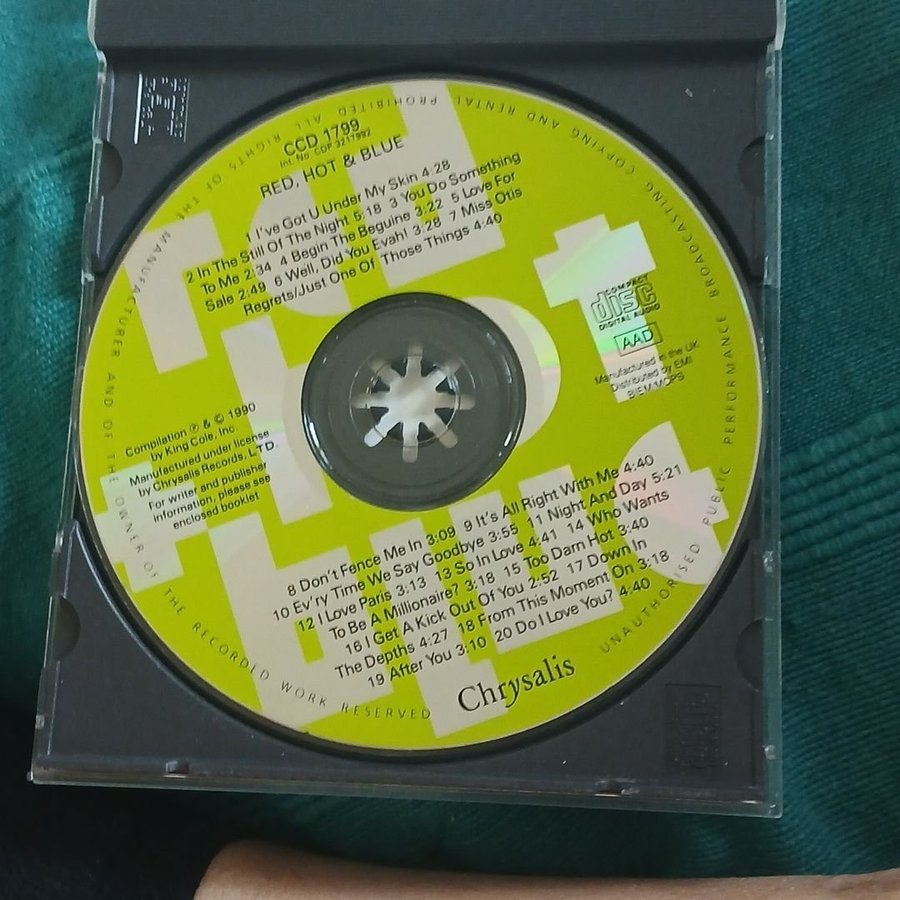 CCD 1799
Int. No CDP 3217992
RED, HOT & BLUE
1 I've Got U Under My Skin 4:28
2 In The Still Of The Night 5:18 3 You Do Something
To Me 2:34 4 Begin The Beguine 3:22 5 Love For
Sale 2:49 6 Well, Did You Evah! 3:28 7 Miss Otis
Regrets/Just One Of Those Things 4:40
red
hot
+
blue
COMPACT
disc
DIGITAL AUDIO
AAD
Manufactured in the UK
Distributed by EMI
BIEM/MCPS
Compilation ℗ & © 1990
by King Cole, Inc
Manufactured under license
by Chrysalis Records, LTD.
For writer and publisher
information, please see
enclosed booklet
8 Don't Fence Me In 3:09 9 It's All Right With Me 4:40
10 Ev'ry Time We Say Goodbye 3:55 11 Night And Day 5:21
12 I Love Paris 3:13 13 So In Love 4:41 14 Who Wants
To Be A Millionaire? 3:18 15 Too Darn Hot 3:40
16 I Get A Kick Out Of You 2:52 17 Down In
The Depths 4:27 18 From This Moment On 3:18
19 After You 3:10 20 Do I Love You? 4:40
Chrysalis
ALL RIGHTS OF THE MANUFACTURER AND OF THE OWNER OF THE RECORDED WORK RESERVED
UNAUTHORISED PUBLIC PERFORMANCE BROADCASTING COPYING AND RENTAL PROHIBITED